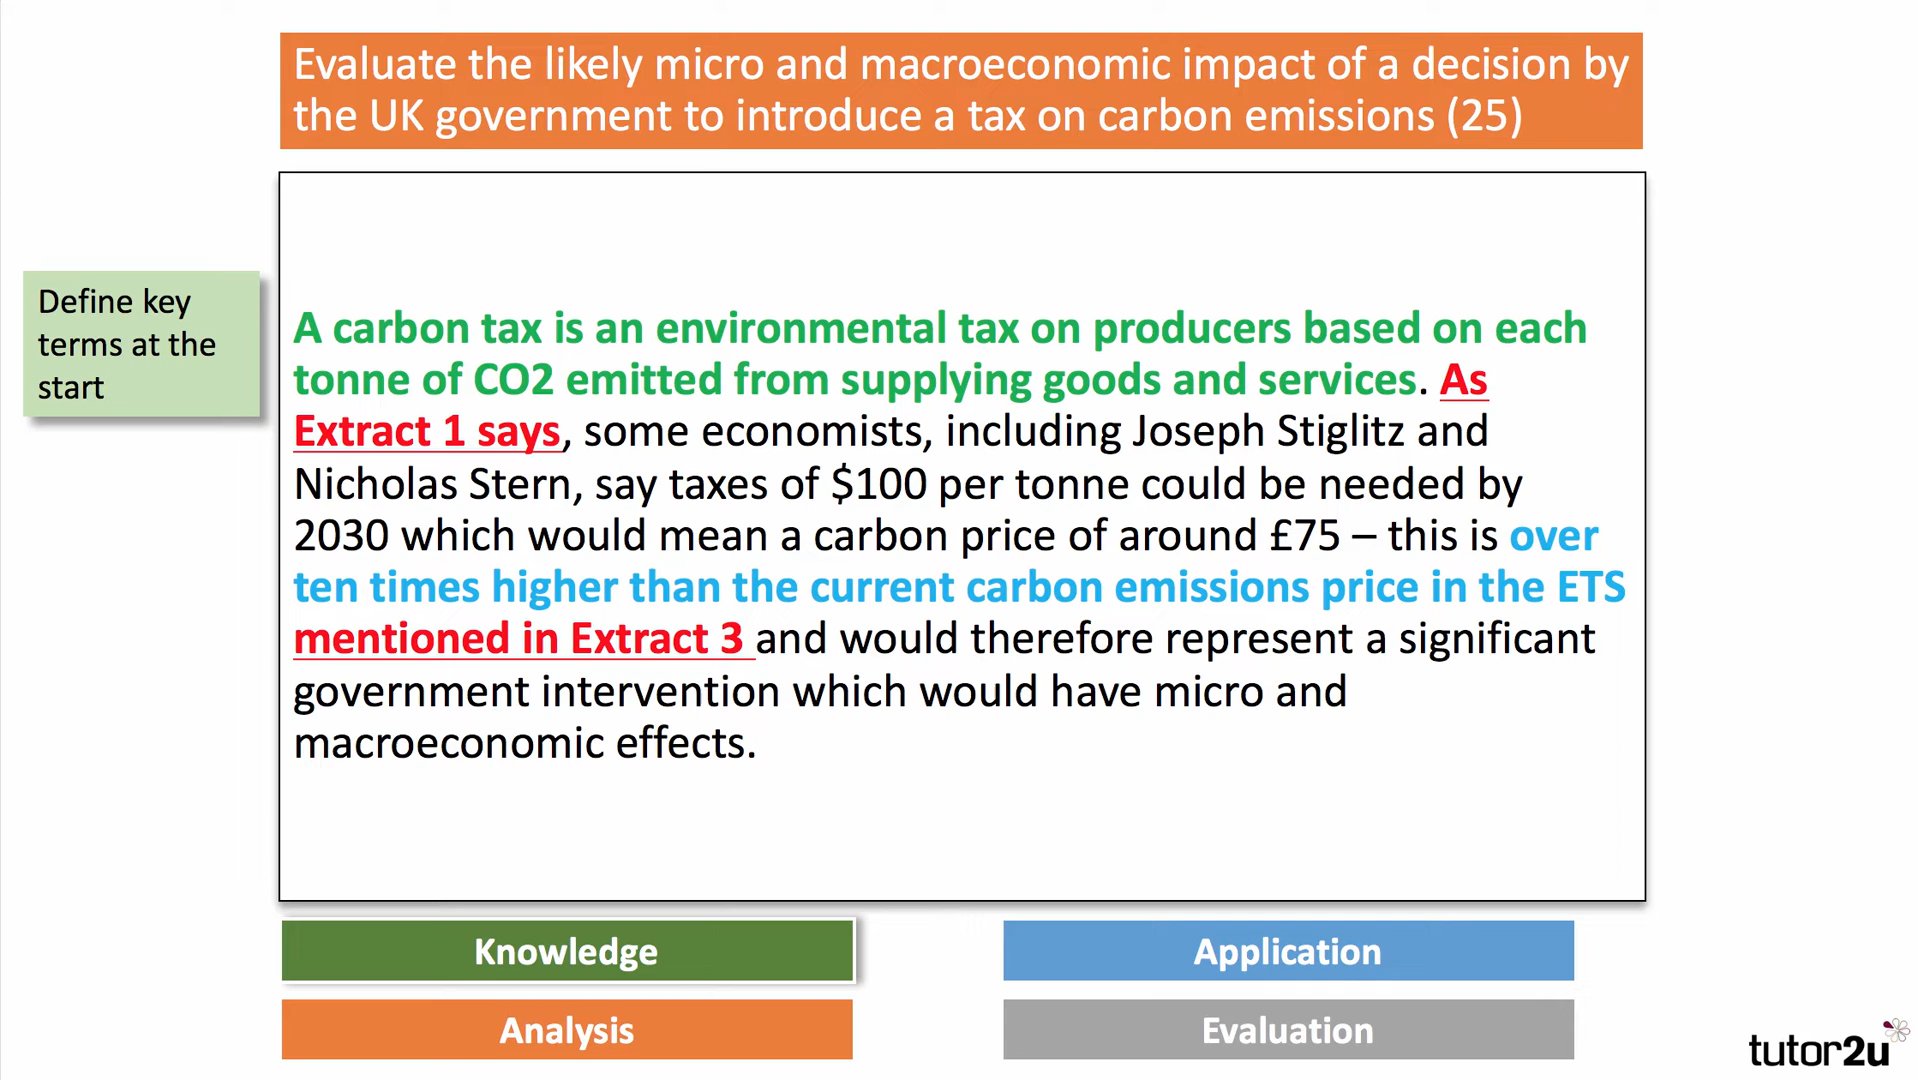 Evaluate the likely micro and macroeconomic impact of a decision by
the UK government to introduce a tax on carbon emissions (25)
Define key
terms at the
start
A carbon tax is an environmental tax on producers based on each
tonne of CO2 emitted from supplying goods and services. As
Extract 1 says, some economists, including Joseph Stiglitz and
Nicholas Stern, say taxes of $100 per tonne could be needed by
2030 which would mean a carbon price of around £75 – this is over
ten times higher than the current carbon emissions price in the ETS
mentioned in Extract 3 and would therefore represent a significant
government intervention which would have micro and
macroeconomic effects.
Knowledge
Application
Analysis
Evaluation
tutor2u